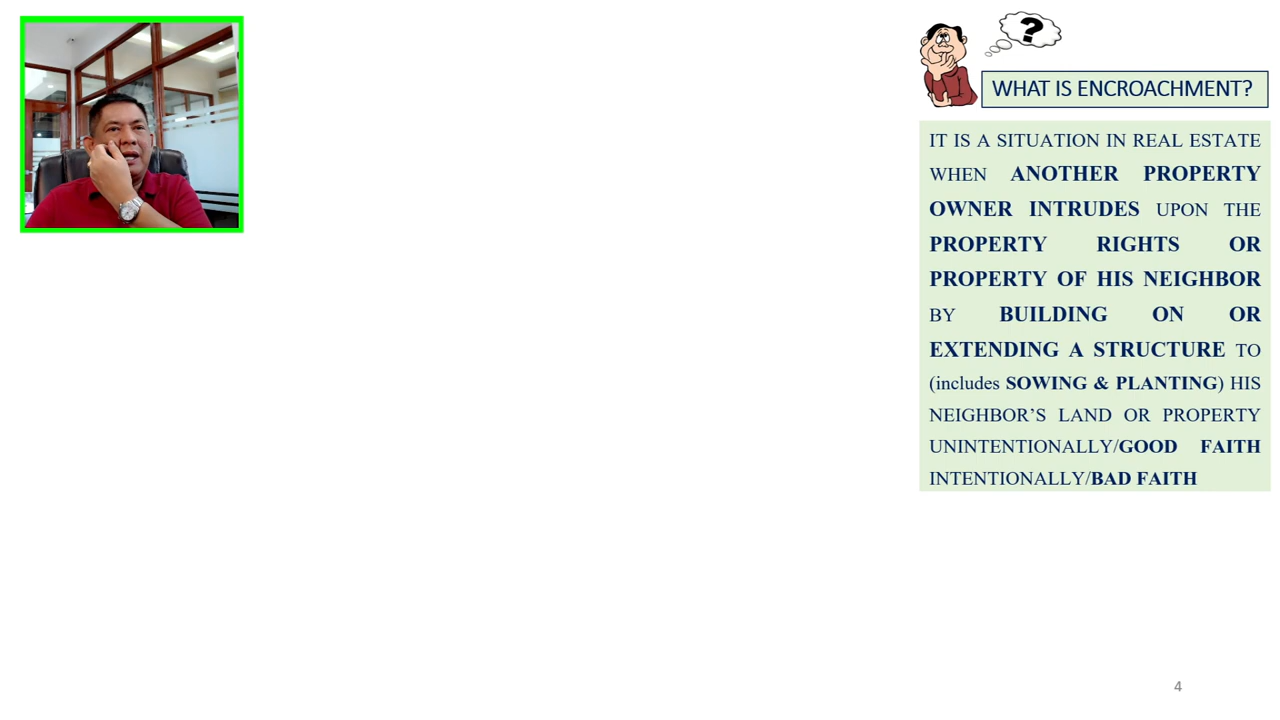 ?
WHAT IS ENCROACHMENT?
IT IS A SITUATION IN REAL ESTATE
WHEN ANOTHER PROPERTY
OWNER INTRUDES UPON THE
PROPERTY RIGHTS OR
PROPERTY OF HIS NEIGHBOR
BY BUILDING ON OR
EXTENDING A STRUCTURE TO
(includes SOWING & PLANTING) HIS
NEIGHBOR’S LAND OR PROPERTY
UNINTENTIONALLY/GOOD FAITH
INTENTIONALLY/BAD FAITH
4